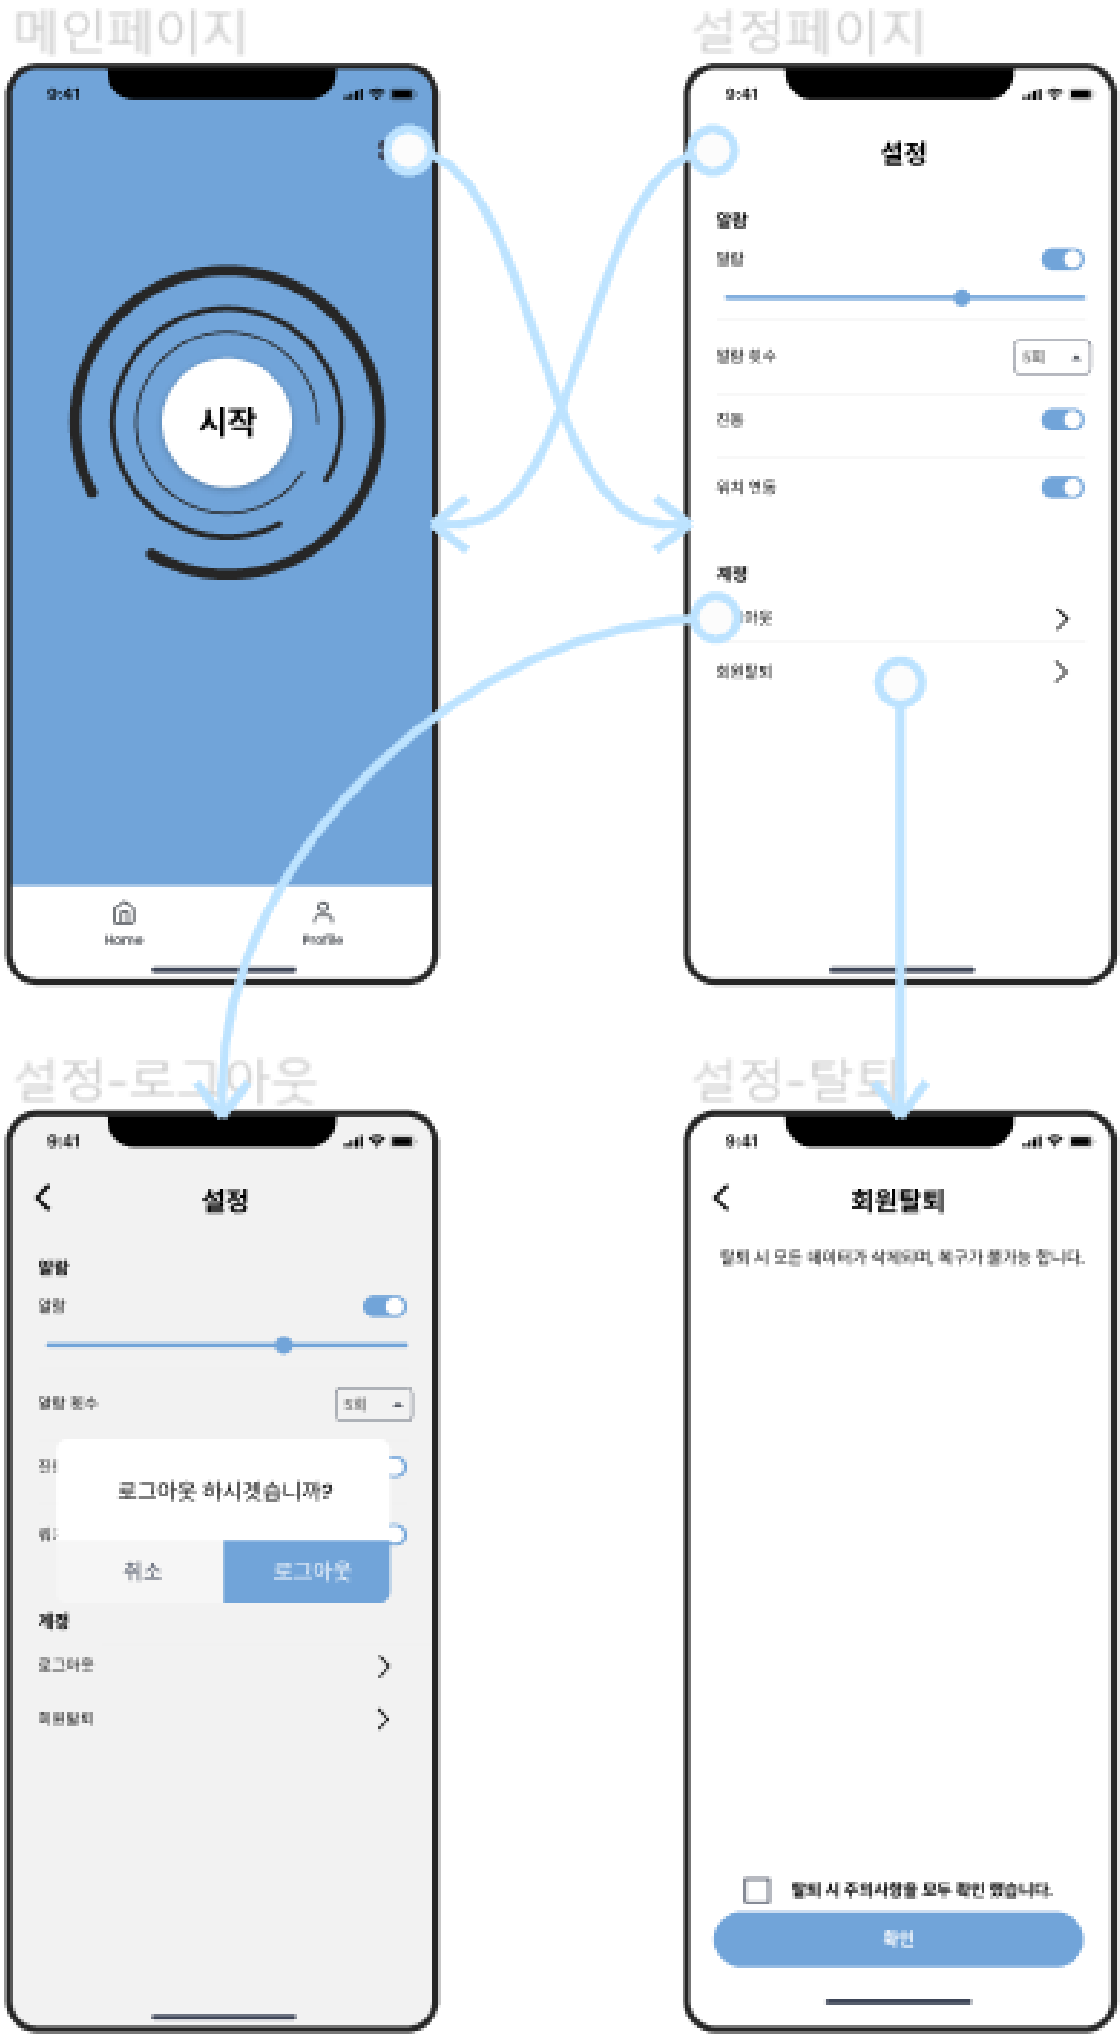 메인페이지
9:41
시작
Home
Profile
설정페이지
9:41
설정
알람
알람
알람 횟수
5회
진동
위치 연동
계정
아웃
회원탈퇴
설정-로그아웃
9:41
설정
알람
알람
알람 횟수
5회
로그아웃 하시겟습니까?
취소
로그아웃
계정
로그아웃
회원탈퇴
설정-탈퇴
9:41
회원탈퇴
탈퇴 시 모든 데이터가 삭제되며, 복구가 불가능 합니다.
탈퇴 시 주의사항을 모두 확인 했습니다.
확인